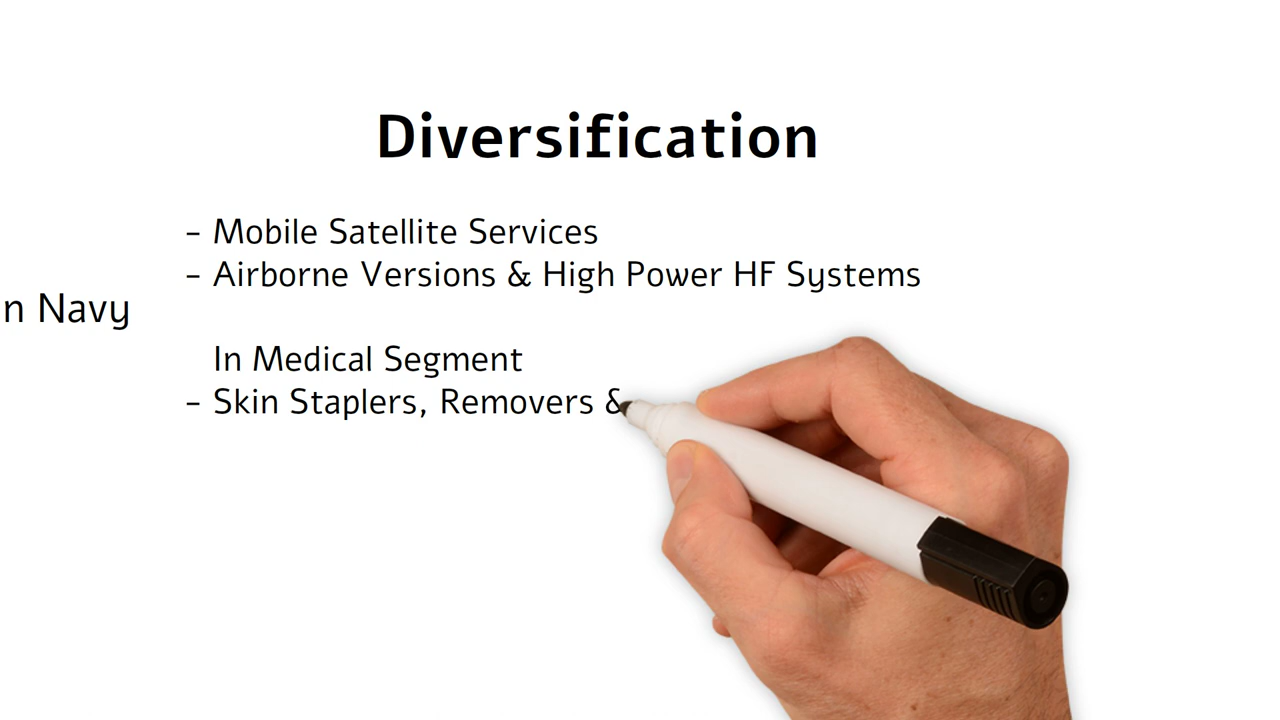 Diversification
- Mobile Satellite Services
- Airborne Versions & High Power HF Systems
n Navy
In Medical Segment
- Skin Staplers, Removers &